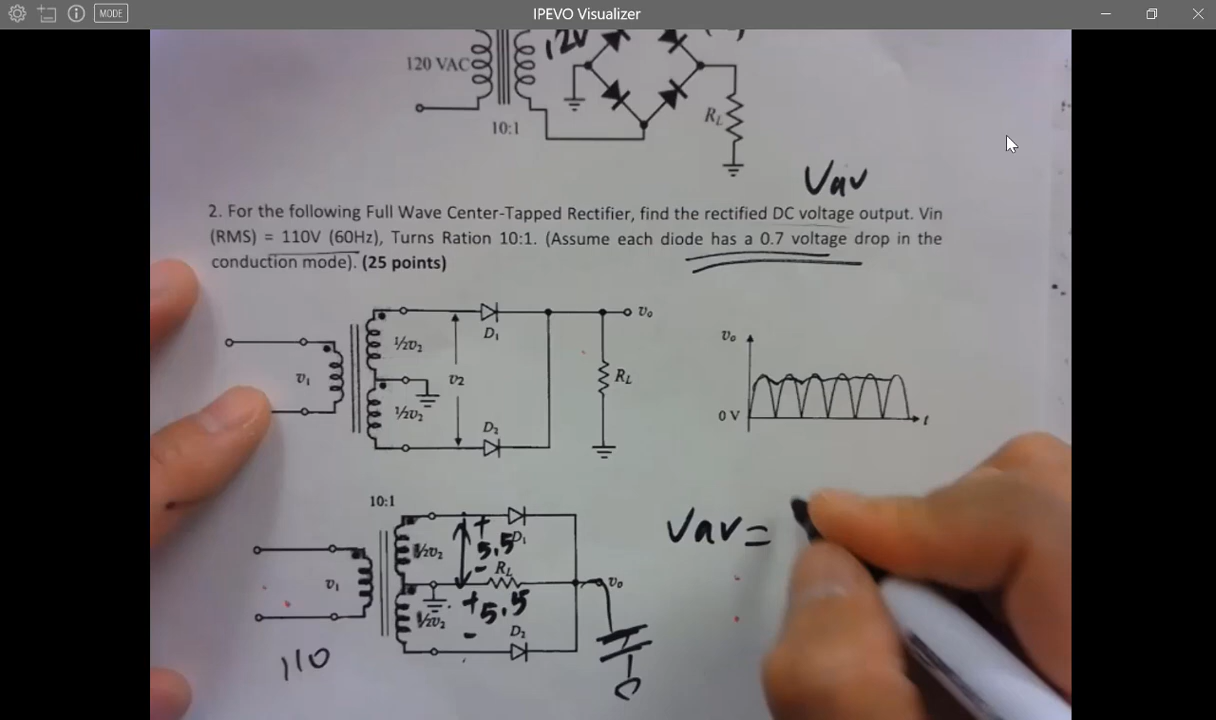 MODE
IPEVO Visualizer
12V
120 VAC
10:1
RL
Vav
2. For the following Full Wave Center-Tapped Rectifier, find the rectified DC voltage output. Vin
(RMS) = 110V (60Hz), Turns Ration 10:1. (Assume each diode has a 0.7 voltage drop in the
conduction mode). (25 points)
D1
vo
½v2
v1
v2
RL
½v2
D2
vo
0 V
t
10:1
D1
+
5.5
-
½v2
RL
v1
vo
+
5.5
-
½v2
D2
110
Vav=